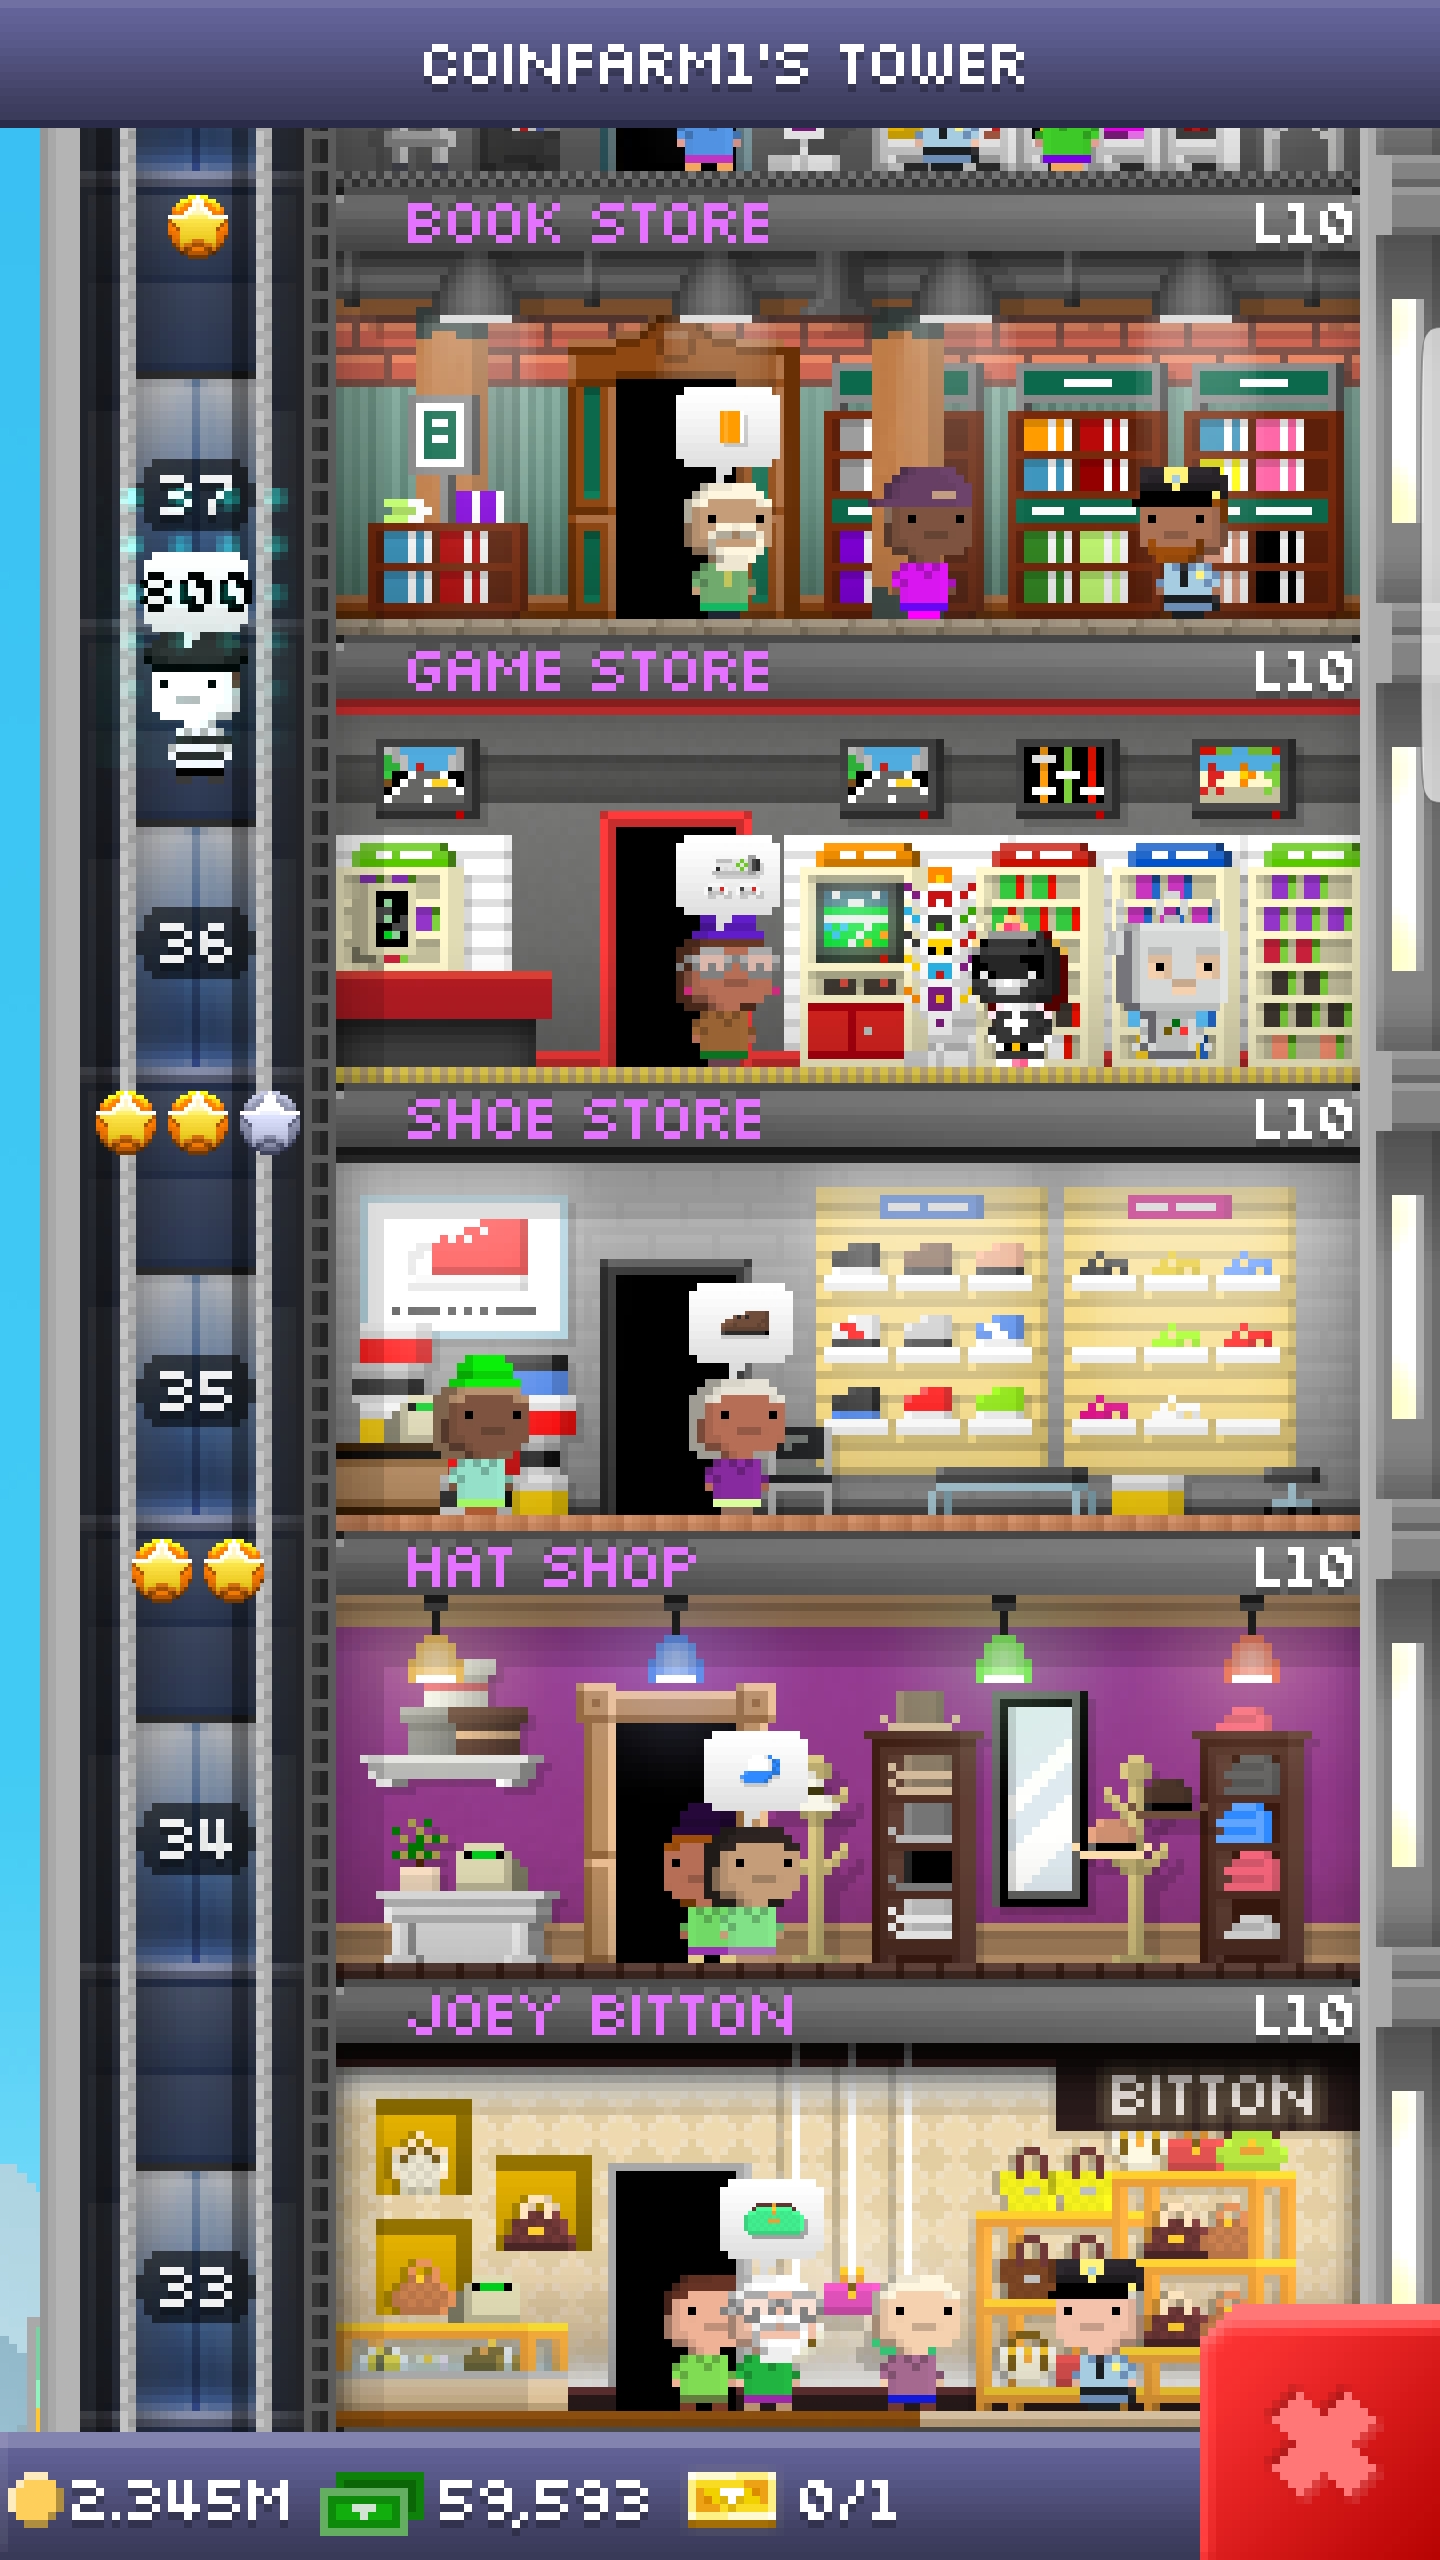 COINFARM1'S TOWER
BOOK STORE L10
37
800
GAME STORE L10
36
SHOE STORE L10
35
HAT SHOP L10
34
JOEY BITTON L10
BITTON
33
2.345M 59,593 0/1